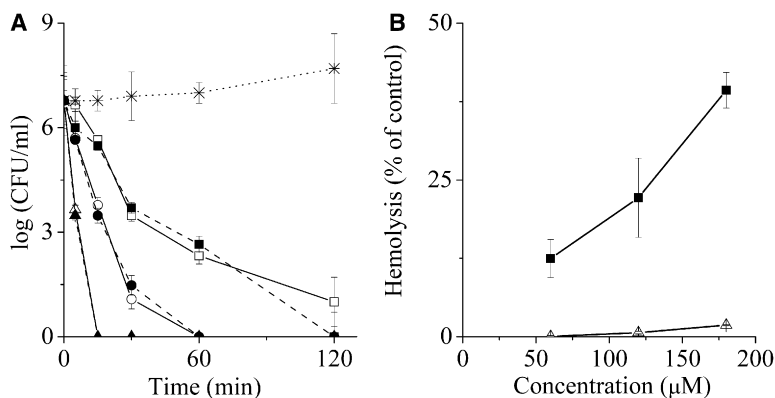 A
log (CFU/ml)
9
6
3
0
0
60
120
Time (min)
B
Hemolysis (% of control)
50
25
0
0
50
100
150
200
Concentration (μM)